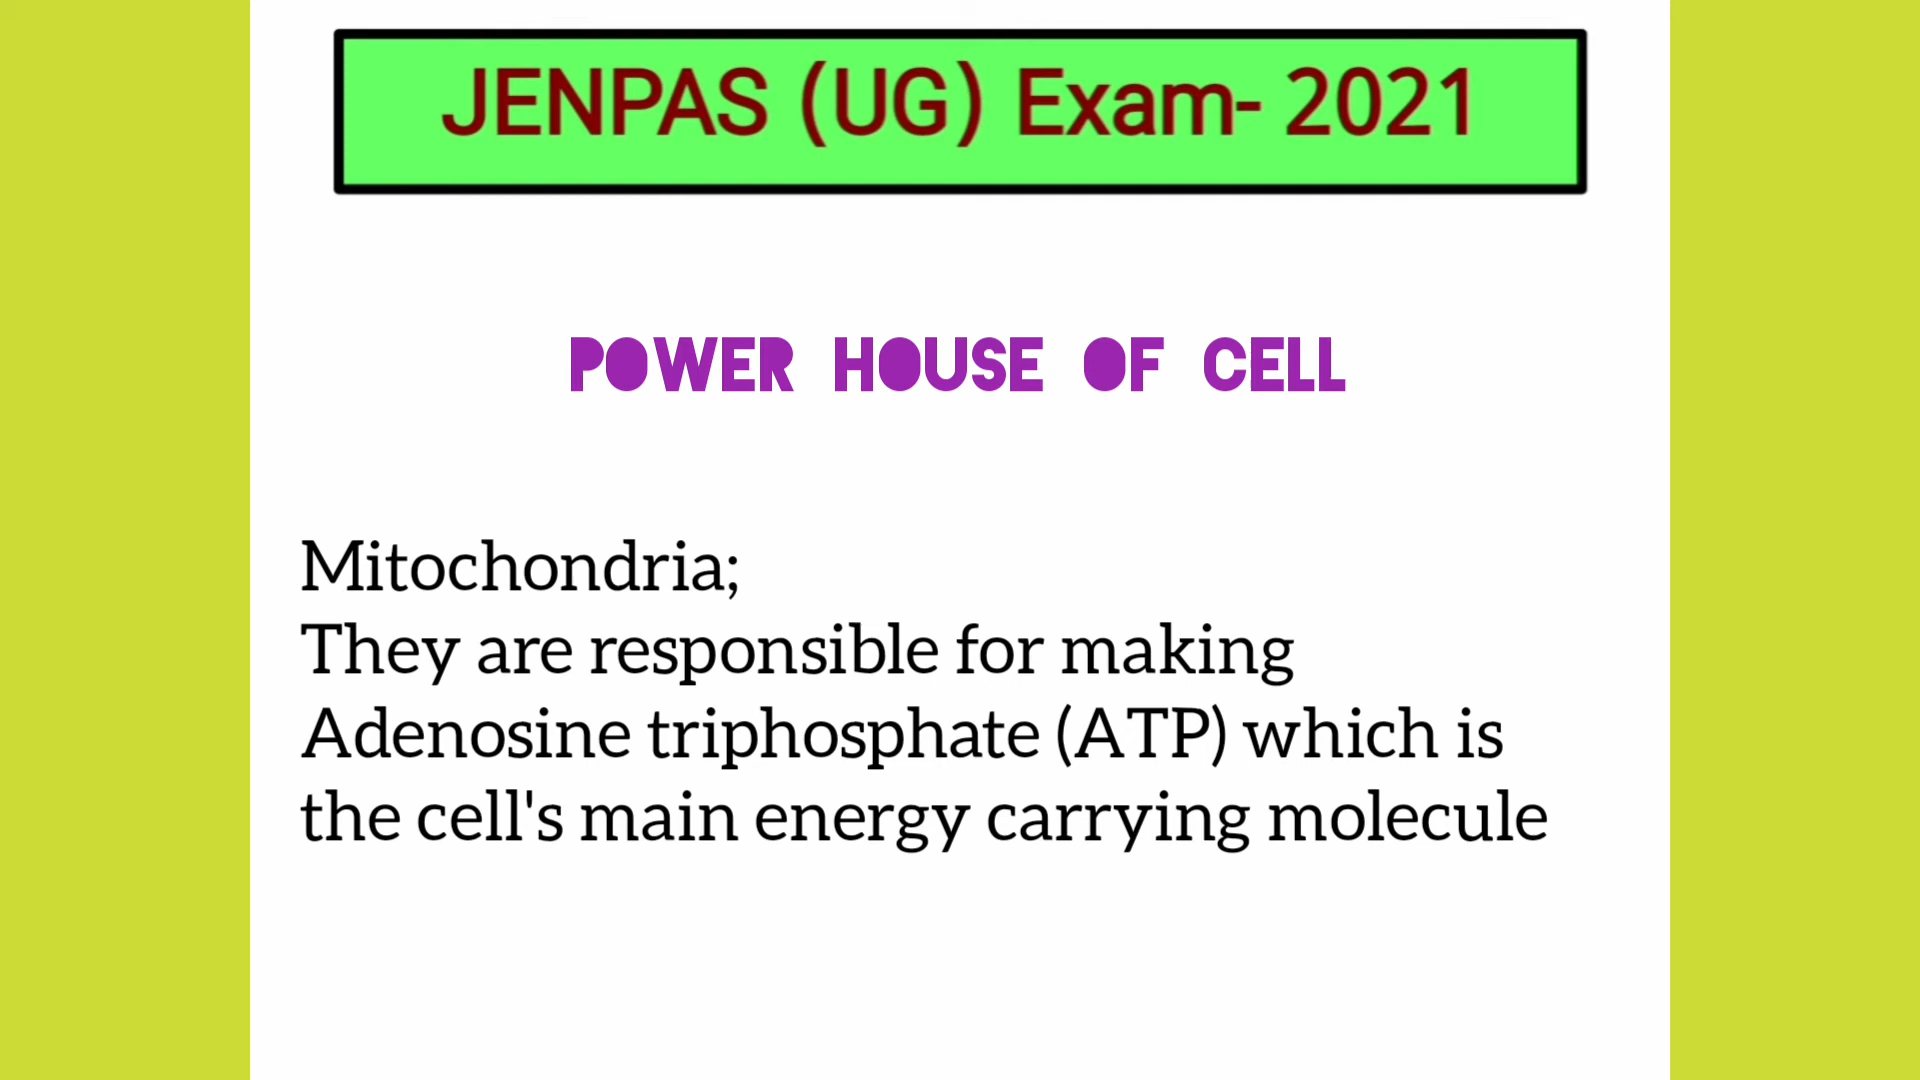 JENPAS (UG) Exam- 2021
POWER HOUSE OF CELL
Mitochondria;
They are responsible for making
Adenosine triphosphate (ATP) which is
the cell's main energy carrying molecule